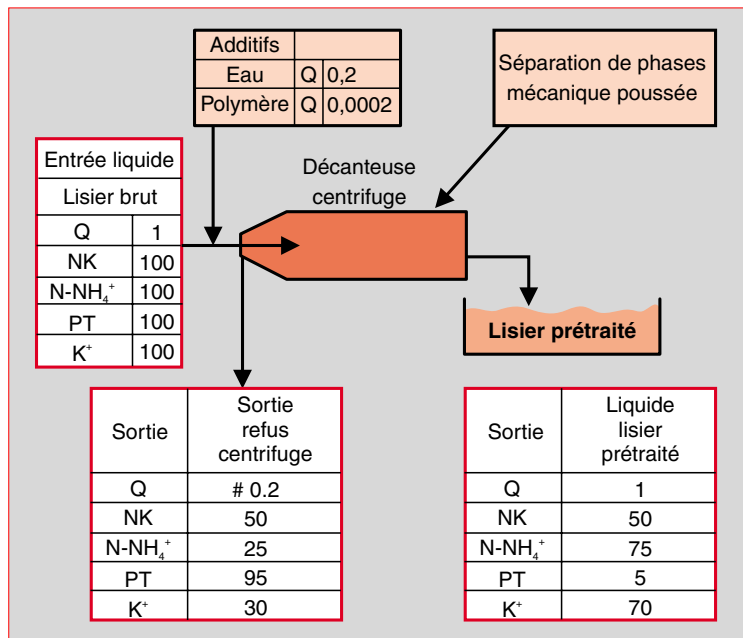 Additifs
Eau Q 0,2
Polymère Q 0,0002
Séparation de phases
mécanique poussée
Entrée liquide
Lisier brut
Q 1
NK 100
N-NH₄⁺ 100
PT 100
K⁺ 100
Décanteuse
centrifuge
Lisier prétraité
Sortie
Sortie
refus
centrifuge
Q # 0.2
NK 50
N-NH₄⁺ 25
PT 95
K⁺ 30
Sortie
Liquide
lisier
prétraité
Q 1
NK 50
N-NH₄⁺ 75
PT 5
K⁺ 70